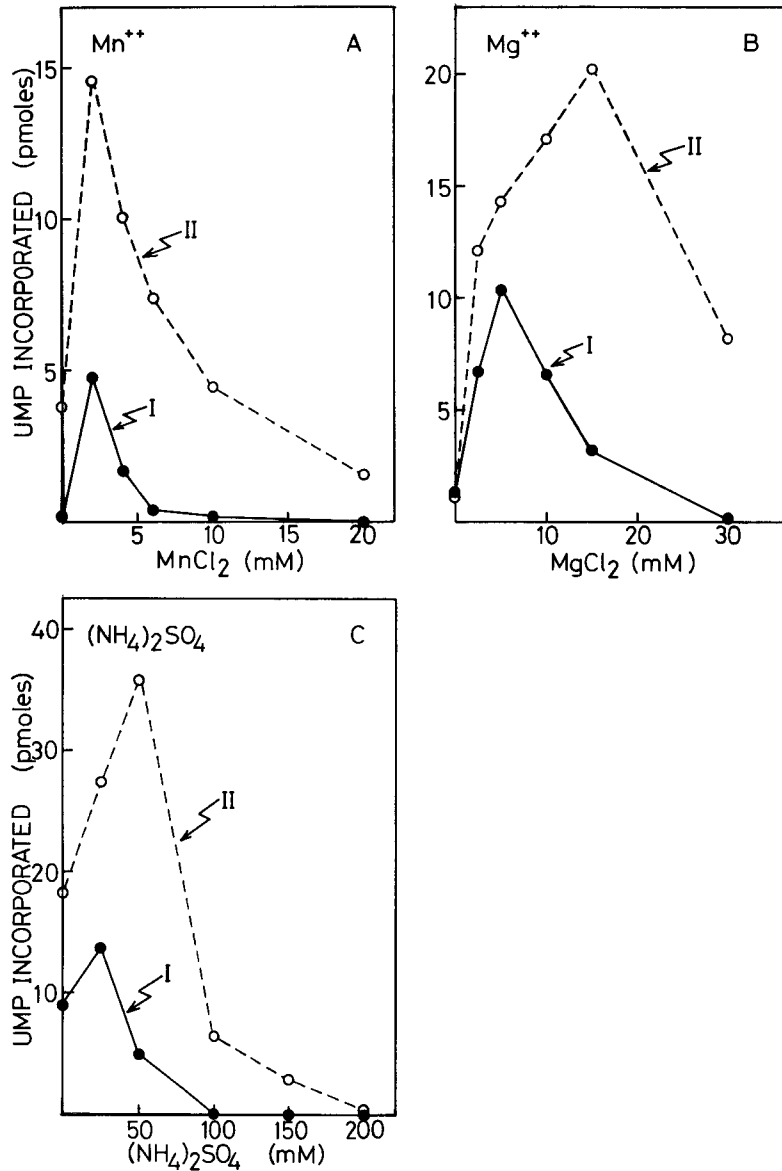 Mn++
A
15
10
5
II
I
UMP INCORPORATED (pmoles)
5 10 15 20
MnCl2 (mM)
Mg++
B
20
15
10
5
II
I
10 20 30
MgCl2 (mM)
(NH4)2SO4
C
40
30
20
10
II
I
UMP INCORPORATED (pmoles)
50 100 150 200
(NH4)2SO4 (mM)